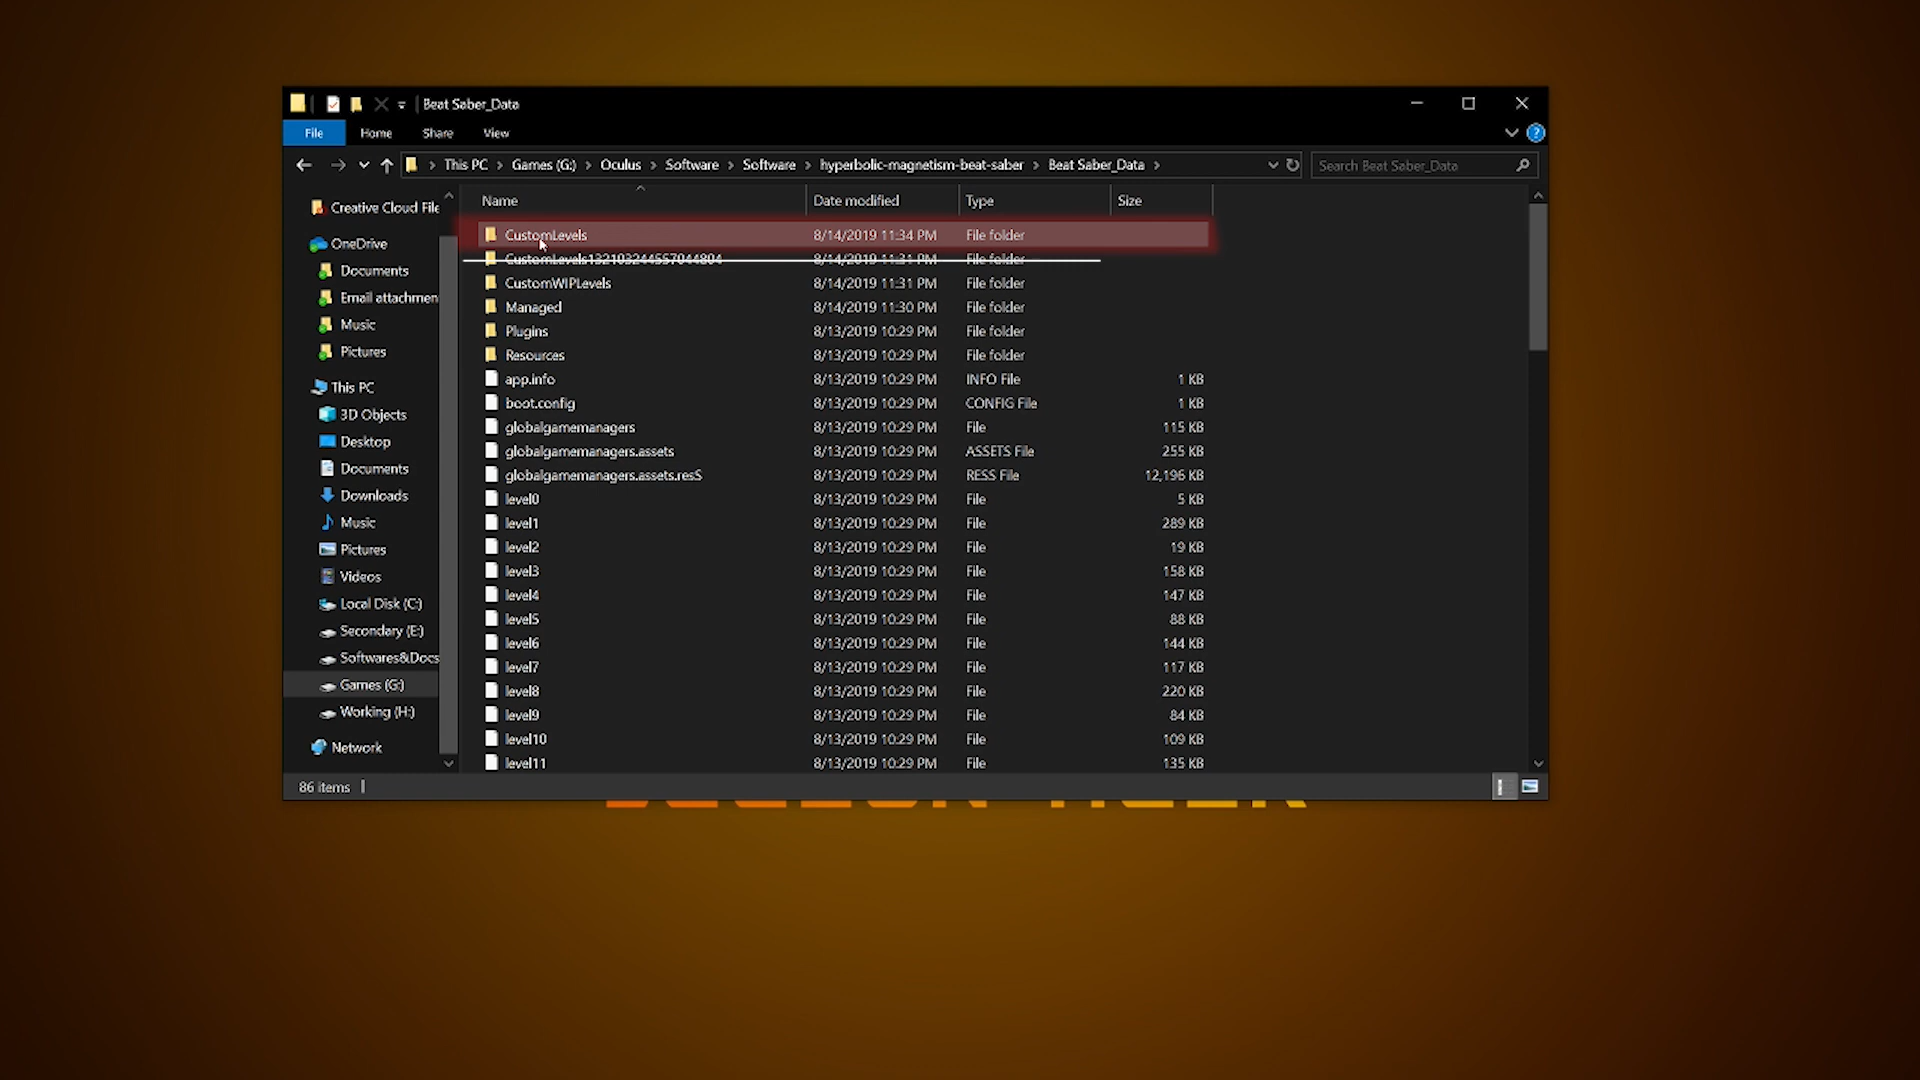 Beat Saber_Data
File Home Share View
This PC Games (G:) Oculus Software Software hyperbolic-magnetism-beat-saber Beat Saber_Data
Search Beat Saber_Data
Creative Cloud File
OneDrive
Documents
Email attachmen
Music
Pictures
This PC
3D Objects
Desktop
Documents
Downloads
Music
Pictures
Videos
Local Disk (C:)
Secondary (E:)
Softwares&Docs
Games (G:)
Working (H:)
Network
Name Date modified Type Size
CustomLevels 8/14/2019 11:34 PM File folder
CustomLevels132103244557044804 8/14/2019 11:31 PM File folder
CustomWIPLevels 8/14/2019 11:31 PM File folder
Managed 8/14/2019 11:30 PM File folder
Plugins 8/13/2019 10:29 PM File folder
Resources 8/13/2019 10:29 PM File folder
app.info 8/13/2019 10:29 PM INFO File 1 KB
boot.config 8/13/2019 10:29 PM CONFIG File 1 KB
globalgamemanagers 8/13/2019 10:29 PM File 115 KB
globalgamemanagers.assets 8/13/2019 10:29 PM ASSETS File 255 KB
globalgamemanagers.assets.resS 8/13/2019 10:29 PM RESS File 12,196 KB
level0 8/13/2019 10:29 PM File 5 KB
level1 8/13/2019 10:29 PM File 289 KB
level2 8/13/2019 10:29 PM File 19 KB
level3 8/13/2019 10:29 PM File 158 KB
level4 8/13/2019 10:29 PM File 147 KB
level5 8/13/2019 10:29 PM File 88 KB
level6 8/13/2019 10:29 PM File 144 KB
level7 8/13/2019 10:29 PM File 117 KB
level8 8/13/2019 10:29 PM File 220 KB
level9 8/13/2019 10:29 PM File 84 KB
level10 8/13/2019 10:29 PM File 109 KB
level11 8/13/2019 10:29 PM File 135 KB
86 items